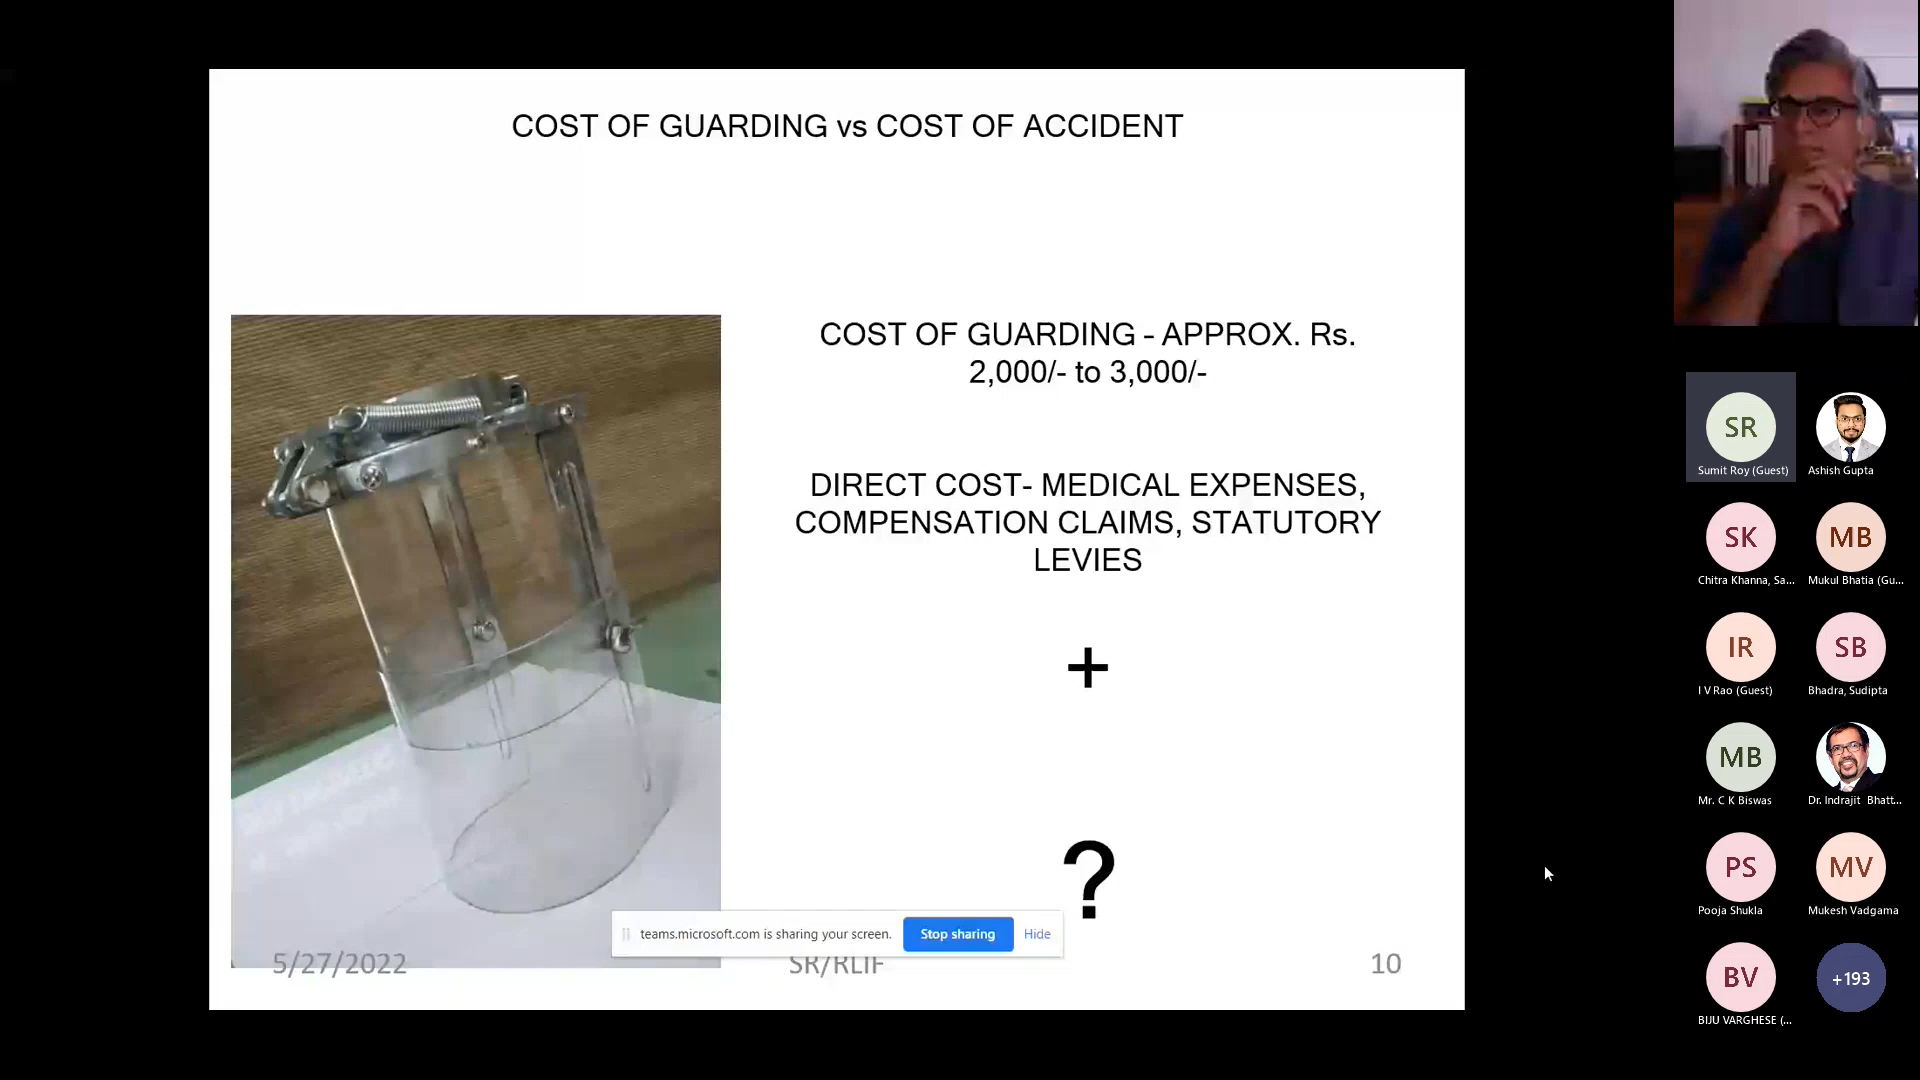 COST OF GUARDING vs COST OF ACCIDENT
COST OF GUARDING - APPROX. Rs.
2,000/- to 3,000/-
DIRECT COST- MEDICAL EXPENSES,
COMPENSATION CLAIMS, STATUTORY
LEVIES
+
?
teams.microsoft.com is sharing your screen.
Stop sharing
Hide
5/27/2022
SR/RLIF
10
SR
Sumit Roy (Guest)
Ashish Gupta
SK
Chitra Khanna, Sa...
MB
Mukul Bhatia (Gu...
IR
I V Rao (Guest)
SB
Bhadra, Sudipta
MB
Mr. C K Biswas
Dr. Indrajit Bhatt...
PS
Pooja Shukla
MV
Mukesh Vadgama
BV
BIJU VARGHESE (...
+193